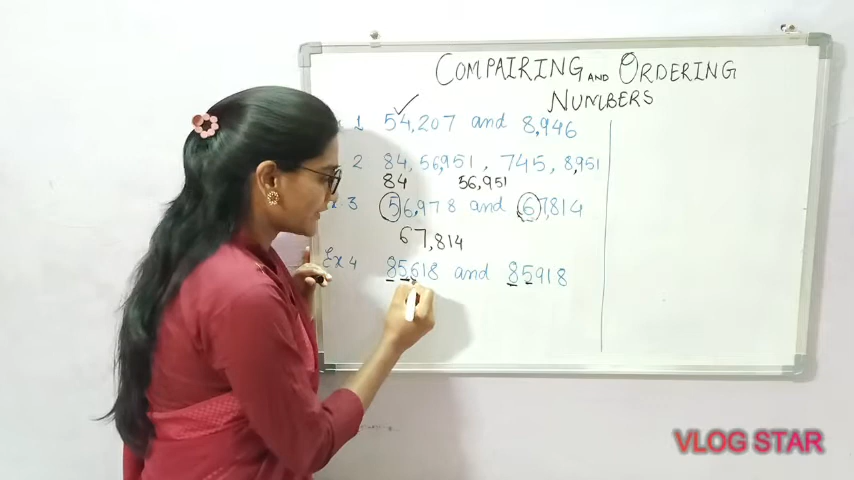 COMPAIRING AND ORDERING
NUMBERS
1 54,207 and 8,946
2 84,56,951 , 745, 8,951
84 56,951
3 56,978 and 67,814
67,814
Ex 4 85,618 and 85918
VLOG STAR